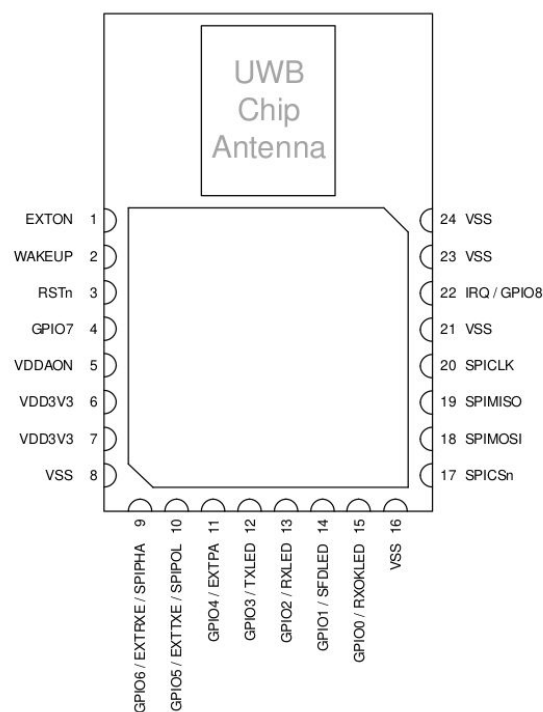 UWB
Chip
Antenna
EXTON 1
WAKEUP 2
RSTn 3
GPIO7 4
VDDAON 5
VDD3V3 6
VDD3V3 7
VSS 8
24 VSS
23 VSS
22 IRQ / GPIO8
21 VSS
20 SPICLK
19 SPIMISO
18 SPIMOSI
17 SPICSn
GPIO6 / EXTRXE / SPIPHA 9
GPIO5 / EXTTXE / SPIPOL 10
GPIO4 / EXTPA 11
GPIO3 / TXLED 12
GPIO2 / RXLED 13
GPIO1 / SFDLED 14
GPIO0 / RXOKLED 15
VSS 16